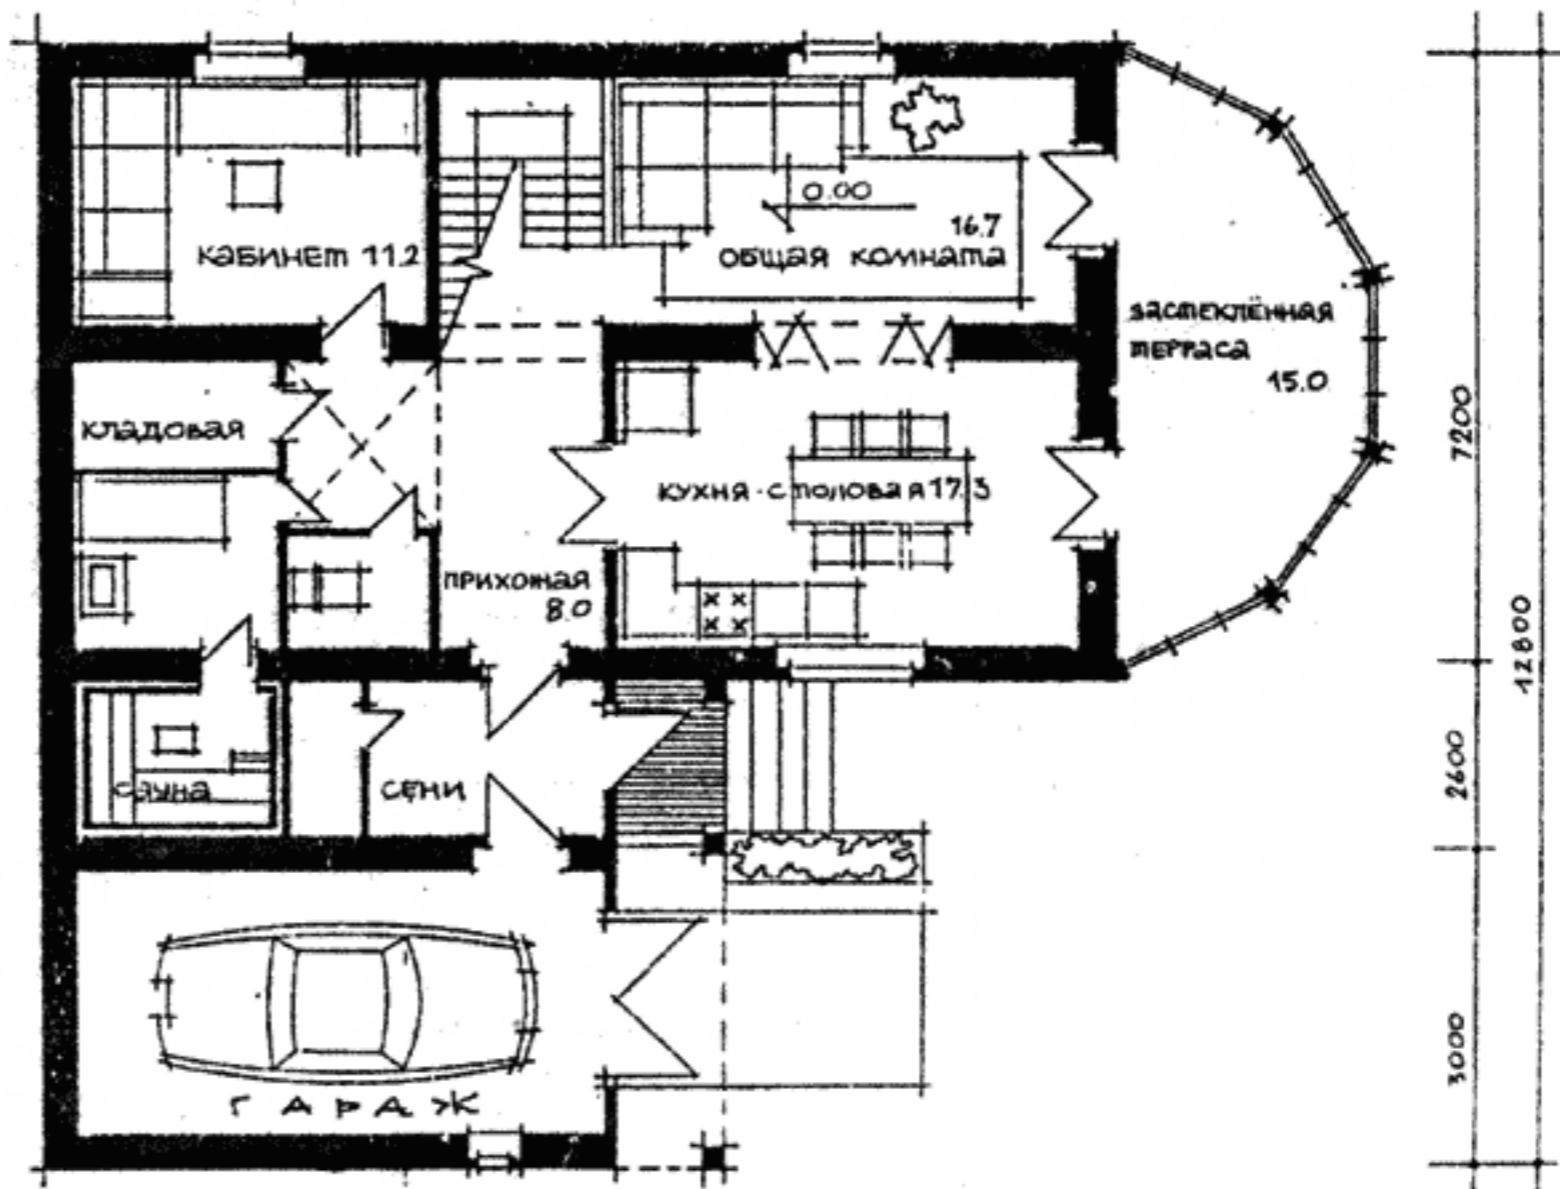 0.00
16.7
КАБИНЕТ 11.2
ОБЩАЯ КОМНАТА
ЗАСТЕКЛЁННАЯ
ТЕРРАСА
15.0
КЛАДОВАЯ
КУХНЯ-СТОЛОВАЯ 17.3
ПРИХОЖАЯ
8.0
САУНА
СЕНИ
ГАРАЖ
7200
2600
3000
12800